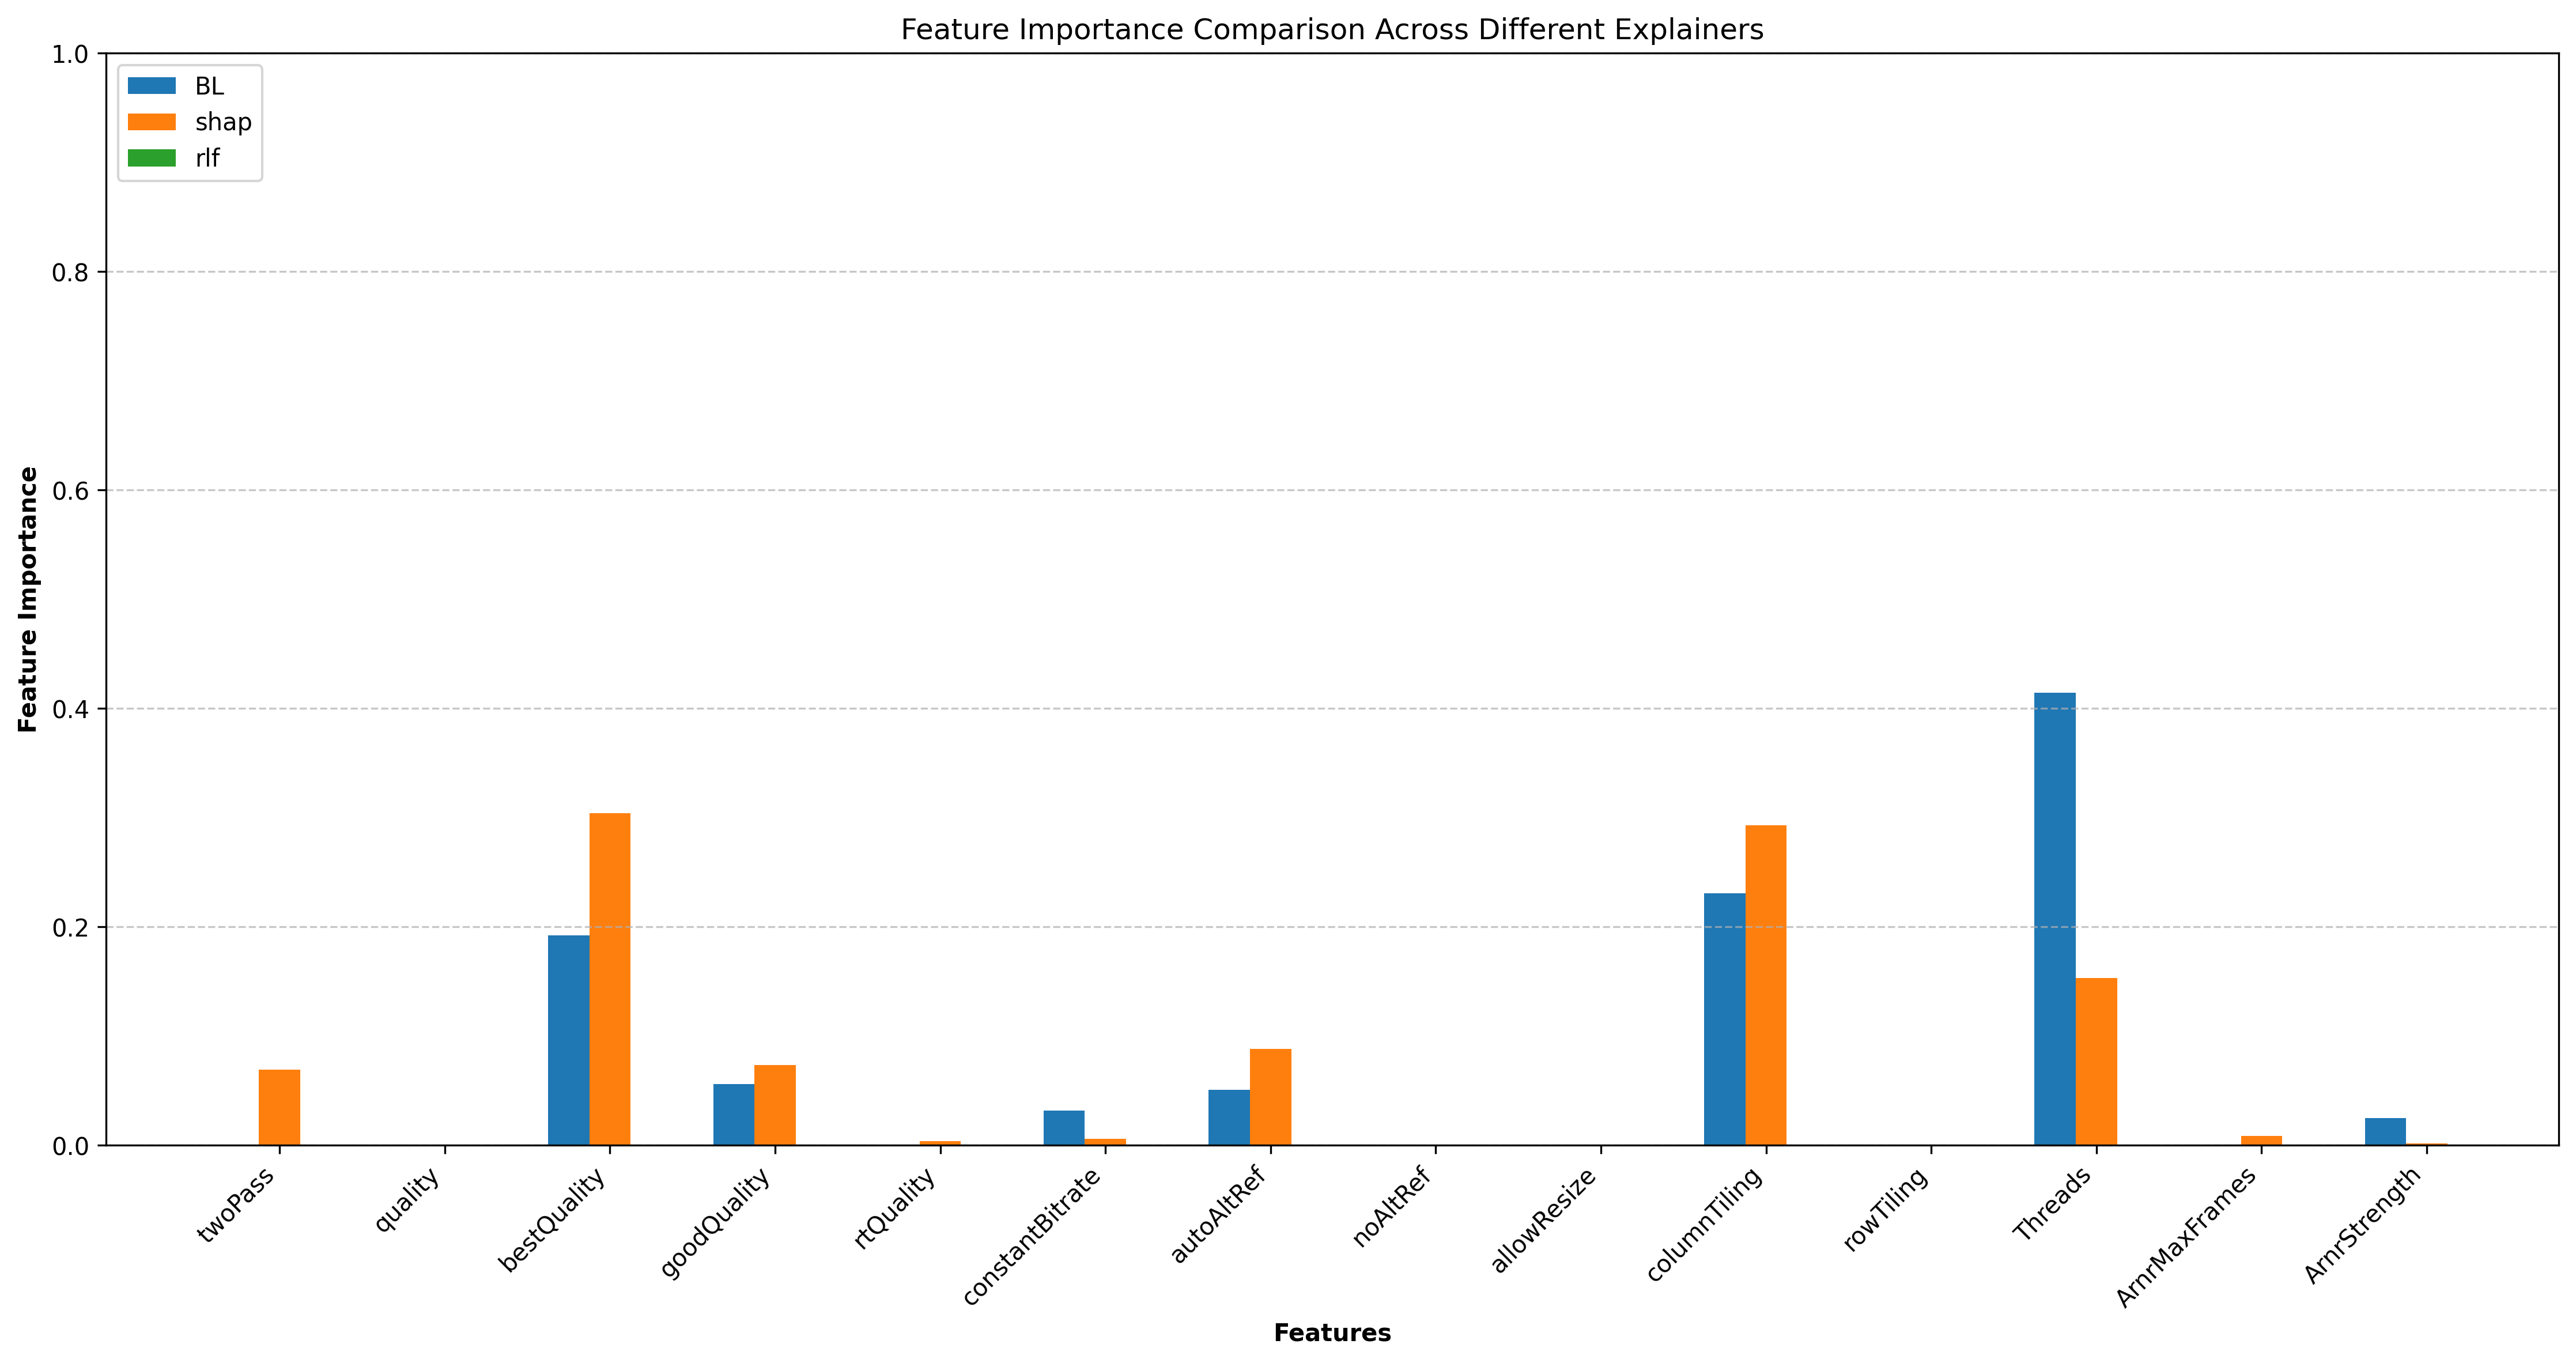 Feature Importance Comparison Across Different Explainers
BL
shap
rlf
1.0
0.8
0.6
0.4
0.2
0.0
Feature Importance
twoPass
quality
bestQuality
goodQuality
rtQuality
constantBitrate
autoAltRef
noAltRef
allowResize
columnTiling
rowTiling
Threads
ArnrMaxFrames
ArnrStrength
Features